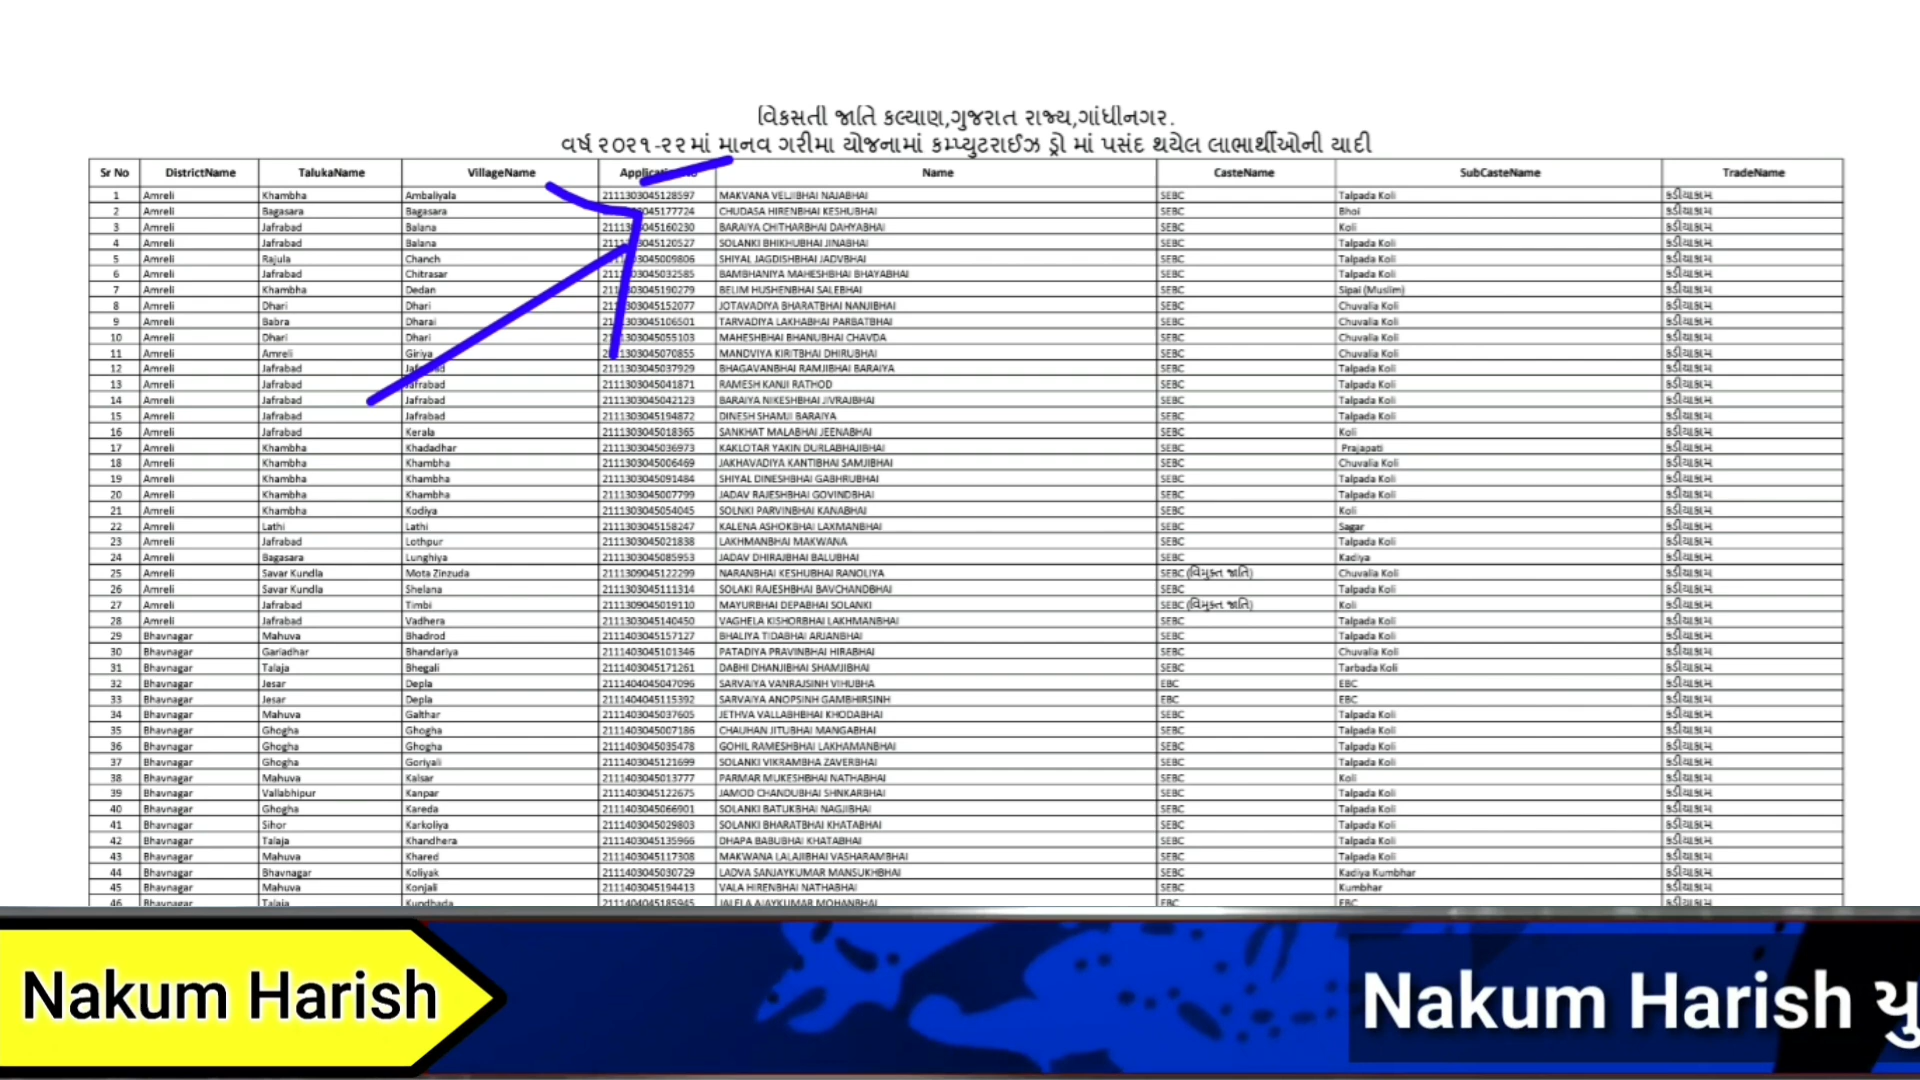 વિકસતી જાતિ કલ્યાણ,ગુજરાત રાજ્ય,ગાંધીનગર.
વર્ષ ૨૦૨૧-૨૨માં માનવ ગરીમા યોજનામાં કમ્પ્યુટરાઈઝ ડ્રો માં પસંદ થયેલ લાભાર્થીઓની યાદી
Sr No DistrictName TalukaName VillageName Name CasteName SubCasteName TradeName
1 Amreli Khambha Ambaliyala 2111303045128597 MAKVANA VELJIBHAI NAJABHAI SEBC Talpada Koli કડીયાકામ
2 Amreli Bagasara Bagasara CHUDASA HIRENBHAI KESHUBHAI SEBC Bhoi કડીયાકામ
3 Amreli Jafrabad Balana BARAIYA CHITHARBHAI DAHYABHAI SEBC Koli કડીયાકામ
4 Amreli Jafrabad Balana SOLANKI BHIKHUBHAI JINABHAI SEBC Talpada Koli કડીયાકામ
5 Amreli Rajula Chanch SHIYAL JAGDISHBHAI JADVBHAI SEBC Talpada Koli કડીયાકામ
6 Amreli Jafrabad Chitrasar BAMBHANIYA MAHESHBHAI BHAYABHAI SEBC Talpada Koli કડીયાકામ
7 Amreli Khambha Dedan BELIM HUSHENBHAI SALEBHAI SEBC Sipai (Muslim) કડીયાકામ
8 Amreli Dhari Dhari JOTAVADIYA BHARATBHAI NANJIBHAI SEBC Chuvalia Koli કડીયાકામ
9 Amreli Babra Dharai TARVADIYA LAKHABHAI PARBATBHAI SEBC Chuvalia Koli કડીયાકામ
10 Amreli Dhari Dhari MAHESHBHAI BHANUBHAI CHAVDA SEBC Chuvalia Koli કડીયાકામ
11 Amreli Amreli Giriya MANDVIYA KIRITBHAI DHIRUBHAI SEBC Chuvalia Koli કડીયાકામ
12 Amreli Jafrabad 2111303045037929 BHAGAVANBHAI RAMJIBHAI BARAIYA SEBC Talpada Koli કડીયાકામ
13 Amreli Jafrabad Jafrabad 2111303045041871 RAMESH KANJI RATHOD SEBC Talpada Koli કડીયાકામ
14 Amreli Jafrabad Jafrabad 2111303045042123 BARAIYA NIKESHBHAI JIVRAJBHAI SEBC Talpada Koli કડીયાકામ
15 Amreli Jafrabad Jafrabad 2111303045194872 DINESH SHAMJI BARAIYA SEBC Talpada Koli કડીયાકામ
16 Amreli Jafrabad Kerala 2111303045018365 SANKHAT MALABHAI JEENABHAI SEBC Koli કડીયાકામ
17 Amreli Khambha Khadadhar 2111303045036973 KAKLOTAR YAKIN DURLABHAJIBHAI SEBC Prajapati કડીયાકામ
18 Amreli Khambha Khambha 2111303045006469 JAKHAVADIYA KANTIBHAI SAMJIBHAI SEBC Chuvalia Koli કડીયાકામ
19 Amreli Khambha Khambha 2111303045091484 SHIYAL DINESHBHAI GABHRUBHAI SEBC Talpada Koli કડીયાકામ
20 Amreli Khambha Khambha 2111303045007799 JADAV RAJESHBHAI GOVINDBHAI SEBC Talpada Koli કડીયાકામ
21 Amreli Khambha Kodiya 2111303045054045 SOLNKI PARVINBHAI KANABHAI SEBC Koli કડીયાકામ
22 Amreli Lathi Lathi 2111303045158247 KALENA ASHOKBHAI LAXMANBHAI SEBC Sagar કડીયાકામ
23 Amreli Jafrabad Lothpur 2111303045021838 LAKHMANBHAI MAKWANA SEBC Talpada Koli કડીયાકામ
24 Amreli Bagasara Lunghiya 2111303045085953 JADAV DHIRAJBHAI BALUBHAI SEBC Kadiya કડીયાકામ
25 Amreli Savar Kundla Mota Zinzuda 2111309045122299 NARANBHAI KESHUBHAI RANOLIYA SEBC (વિમુક્ત જાતિ) Chuvalia Koli કડીયાકામ
26 Amreli Savar Kundla Shelana 2111303045111314 SOLAKI RAJESHBHAI BAVCHANDBHAI SEBC Talpada Koli કડીયાકામ
27 Amreli Jafrabad Timbi 2111309045019110 MAYURBHAI DEPABHAI SOLANKI SEBC (વિમુક્ત જાતિ) Koli કડીયાકામ
28 Amreli Jafrabad Vadhera 2111303045140450 VAGHELA KISHORBHAI LAKHMANBHAI SEBC Talpada Koli કડીયાકામ
29 Bhavnagar Mahuva Bhadrod 2111403045157127 BHALIYA TIDABHAI ARJANBHAI SEBC Talpada Koli કડીયાકામ
30 Bhavnagar Gariadhar Bhandariya 2111403045101346 PATADIYA PRAVINBHAI HIRABHAI SEBC Chuvalia Koli કડીયાકામ
31 Bhavnagar Talaja Bhegali 2111403045171261 DABHI DHANJIBHAI SHAMJIBHAI SEBC Tarbada Koli કડીયાકામ
32 Bhavnagar Jesar Depla 2111404045047096 SARVAIYA VANRAJSINH VIHUBHA EBC EBC કડીયાકામ
33 Bhavnagar Jesar Depla 2111404045115392 SARVAIYA ANOPSINH GAMBHIRSINH EBC EBC કડીયાકામ
34 Bhavnagar Mahuva Galthar 2111403045037605 JETHVA VALLABHBHAI KHODABHAI SEBC Talpada Koli કડીયાકામ
35 Bhavnagar Ghogha Ghogha 2111403045007186 CHAUHAN JITUBHAI MANGABHAI SEBC Talpada Koli કડીયાકામ
36 Bhavnagar Ghogha Ghogha 2111403045035478 GOHIL RAMESHBHAI LAKHAMANBHAI SEBC Talpada Koli કડીયાકામ
37 Bhavnagar Ghogha Goriyali 2111403045121699 SOLANKI VIKRAMBHA ZAVERBHAI SEBC Talpada Koli કડીયાકામ
38 Bhavnagar Mahuva Kalsar 2111403045013777 PARMAR MUKESHBHAI NATHABHAI SEBC Koli કડીયાકામ
39 Bhavnagar Vallabhipur Kanpar 2111403045122675 JAMOD CHANDUBHAI SHNKARBHAI SEBC Talpada Koli કડીયાકામ
40 Bhavnagar Ghogha Kareda 2111403045066901 SOLANKI BATUKBHAI NAGJIBHAI SEBC Talpada Koli કડીયાકામ
41 Bhavnagar Sihor Karkoliya 2111403045029803 SOLANKI BHARATBHAI KHATABHAI SEBC Talpada Koli કડીયાકામ
42 Bhavnagar Talaja Khandhera 2111403045135966 DHAPA BABUBHAI KHATABHAI SEBC Talpada Koli કડીયાકામ
43 Bhavnagar Mahuva Khared 2111403045117308 MAKWANA LALAJIBHAI VASHARAMBHAI SEBC Talpada Koli કડીયાકામ
44 Bhavnagar Bhavnagar Koliyak 2111403045030729 LADVA SANJAYKUMAR MANSUKHBHAI SEBC Kadiya Kumbhar કડીયાકામ
45 Bhavnagar Mahuva Konjali 2111403045194413 VALA HIRENBHAI NATHABHAI SEBC Kumbhar કડીયાકામ
46 Bhavnagar Talaja Kundhada 2111404045185945 JALELA AJAYKUMAR MOHANBHAI EBC EBC કડીયાકામ
Nakum Harish
Nakum Harish યુ